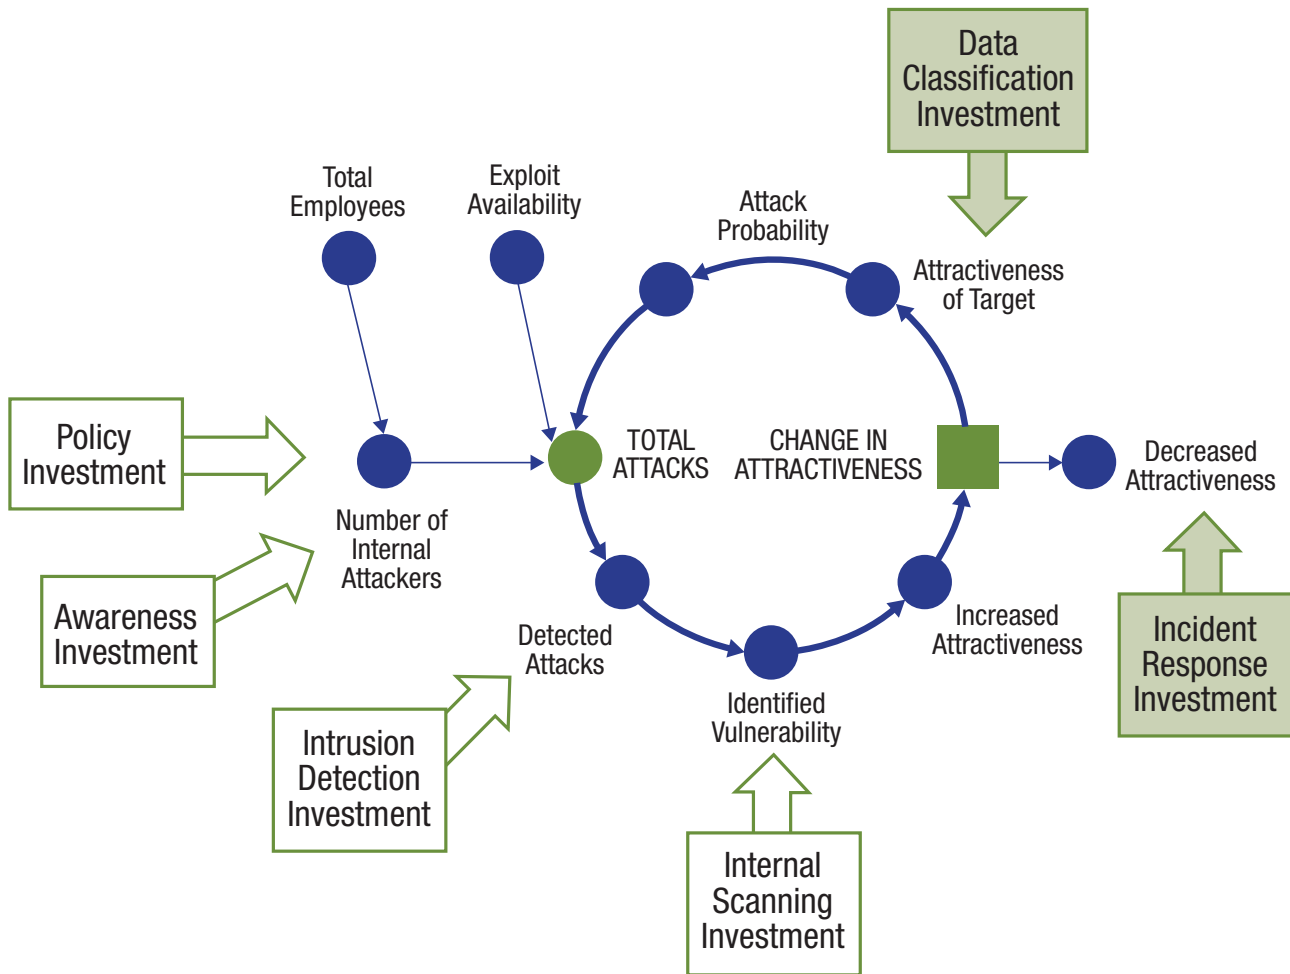 Data
Classification
Investment
Total
Employees
Exploit
Availability
Attack
Probability
Attractiveness
of Target
Policy
Investment
TOTAL
ATTACKS
CHANGE IN
ATTRACTIVENESS
Decreased
Attractiveness
Number of
Internal
Attackers
Awareness
Investment
Detected
Attacks
Increased
Attractiveness
Incident
Response
Investment
Identified
Vulnerability
Intrusion
Detection
Investment
Internal
Scanning
Investment